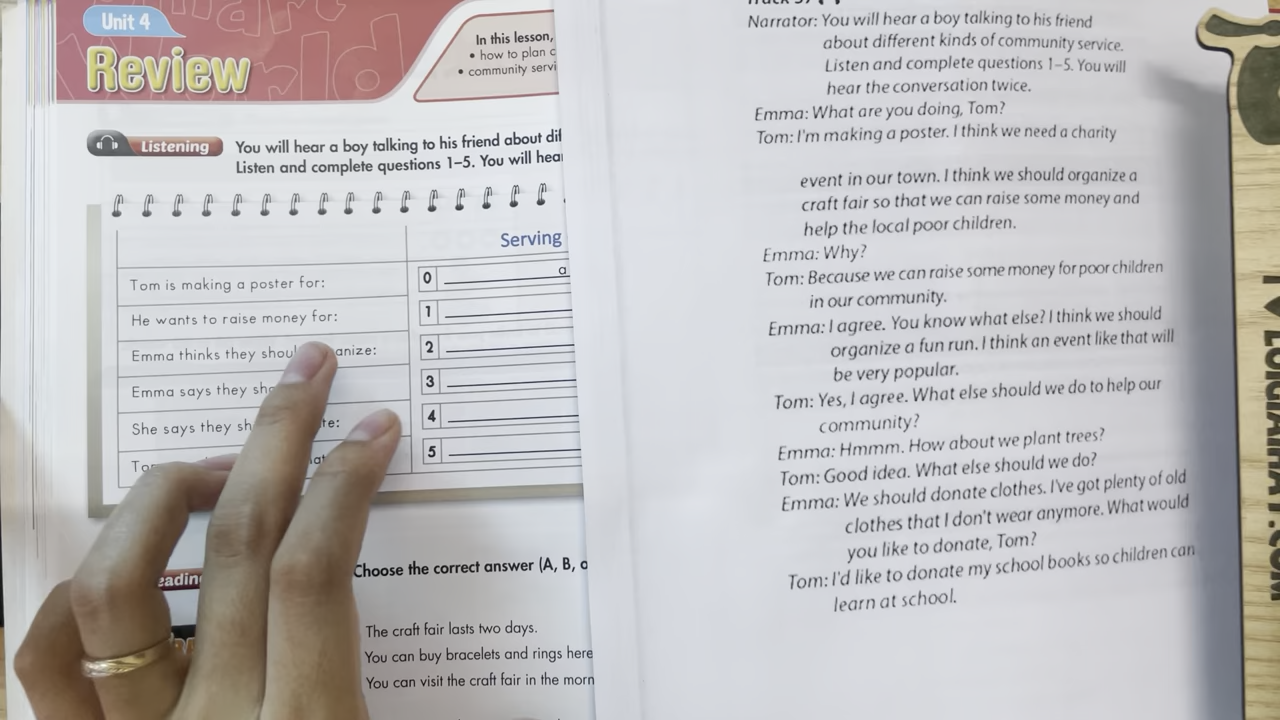 Unit 4
Review
In this lesson,
• how to plan c
• community servi
Listening
You will hear a boy talking to his friend about dif
Listen and complete questions 1–5. You will hea
Serving
Tom is making a poster for:
0
a
He wants to raise money for:
1
Emma thinks they shou anize:
2
Emma says they sh
3
She says they sh te:
4
To at
5
eading
Choose the correct answer (A, B, o
The craft fair lasts two days.
You can buy bracelets and rings here
You can visit the craft fair in the morn
Narrator: You will hear a boy talking to his friend
about different kinds of community service.
Listen and complete questions 1–5. You will
hear the conversation twice.
Emma: What are you doing, Tom?
Tom: I'm making a poster. I think we need a charity
event in our town. I think we should organize a
craft fair so that we can raise some money and
help the local poor children.
Emma: Why?
Tom: Because we can raise some money for poor children
in our community.
Emma: I agree. You know what else? I think we should
organize a fun run. I think an event like that will
be very popular.
Tom: Yes, I agree. What else should we do to help our
community?
Emma: Hmmm. How about we plant trees?
Tom: Good idea. What else should we do?
Emma: We should donate clothes. I've got plenty of old
clothes that I don't wear anymore. What would
you like to donate, Tom?
Tom: I'd like to donate my school books so children can
learn at school.